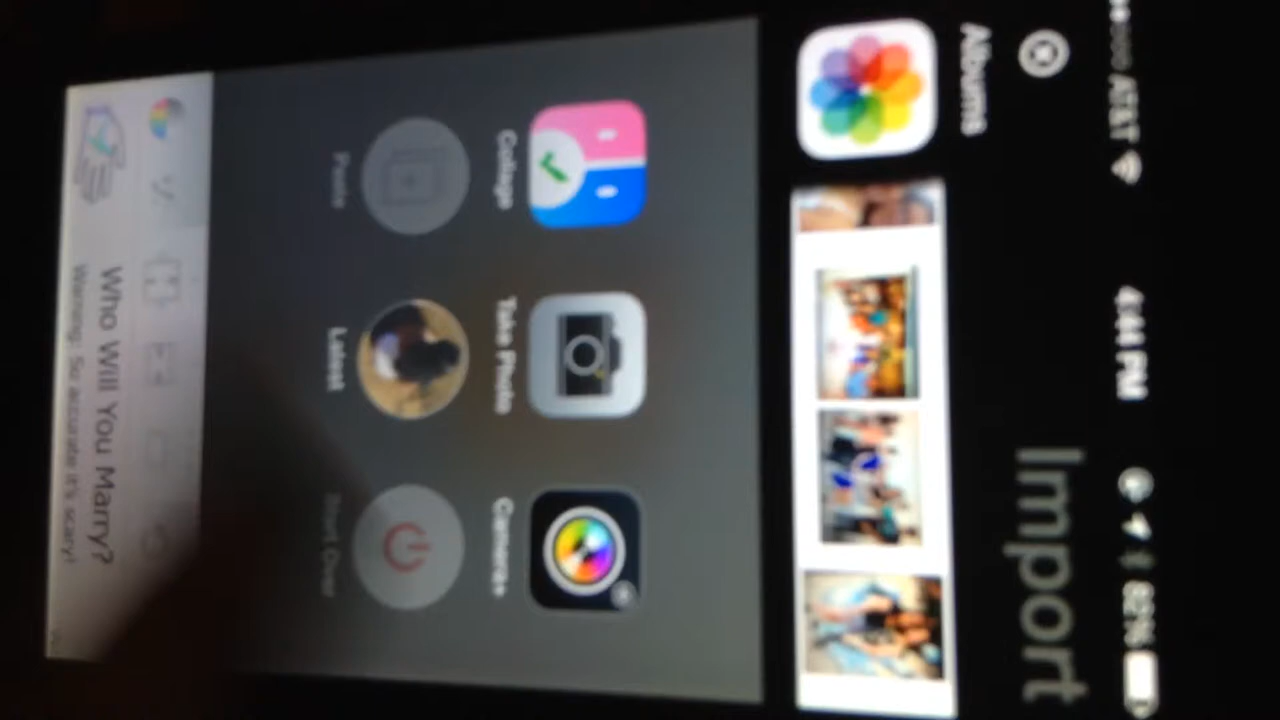 AT&T 4:44 PM 82%
Import
Albums
Collage Take Photo Camera+
Paste Latest Start Over
Who Will You Marry?
Warning: So accurate it's scary!